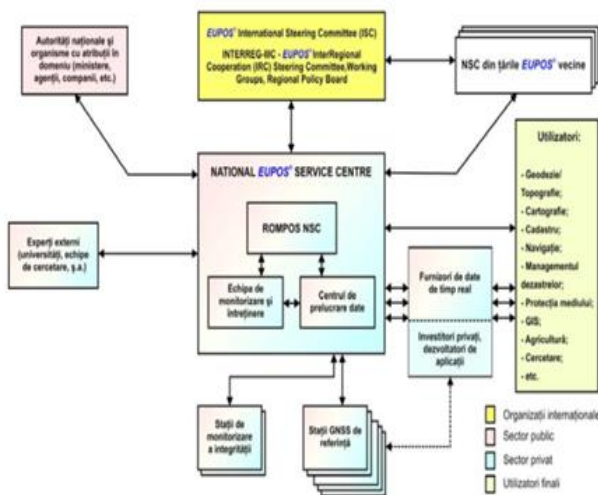 Autorități naționale și
organisme cu atribuții în
domeniu (ministere,
agenții, companii, etc.)
EUPOS® International Steering Committee (ISC)
INTERREG-IIIC - EUPOS® InterRegional
Cooperation (IRC) Steering Committee,Working
Groups, Regional Policy Board
NSC din țările EUPOS® vecine
Utilizatori:
- Geodezie/
Topografie;
- Cartografie;
- Cadastru;
- Navigație;
- Managementul
dezastrelor;
- Protecția mediului;
- GIS;
- Agricultură;
- Cercetare;
- etc.
NATIONAL EUPOS® SERVICE CENTRE
ROMPOS NSC
Echipa de
monitorizare și
întreținere
Centrul de
prelucrare date
Experți externi
(universități, echipe
de cercetare, ș.a.)
Furnizori de date
de timp real
Investitori privați,
dezvoltatori de
aplicații
Stații de
monitorizare
a integrității
Stații GNSS de
referință
Organizații internaționale
Sector public
Sector privat
Utilizatori finali